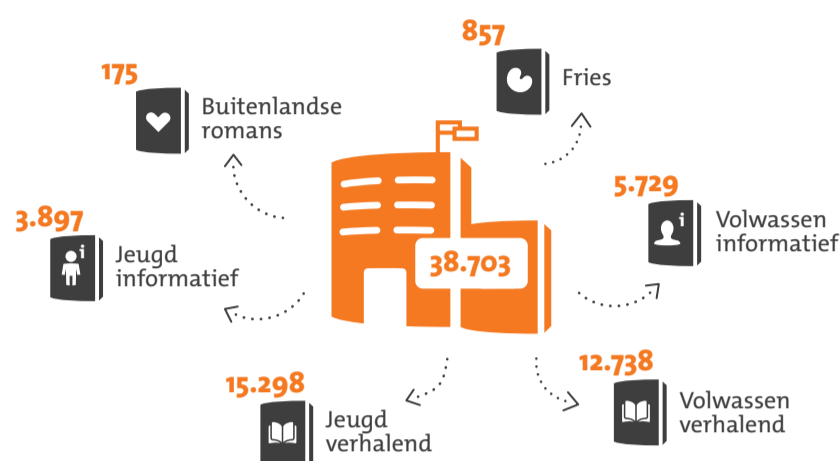 857
Fries
175
Buitenlandse
romans
5.729
Volwassen
informatief
3.897
Jeugd
informatief
38.703
12.738
Volwassen
verhalend
15.298
Jeugd
verhalend